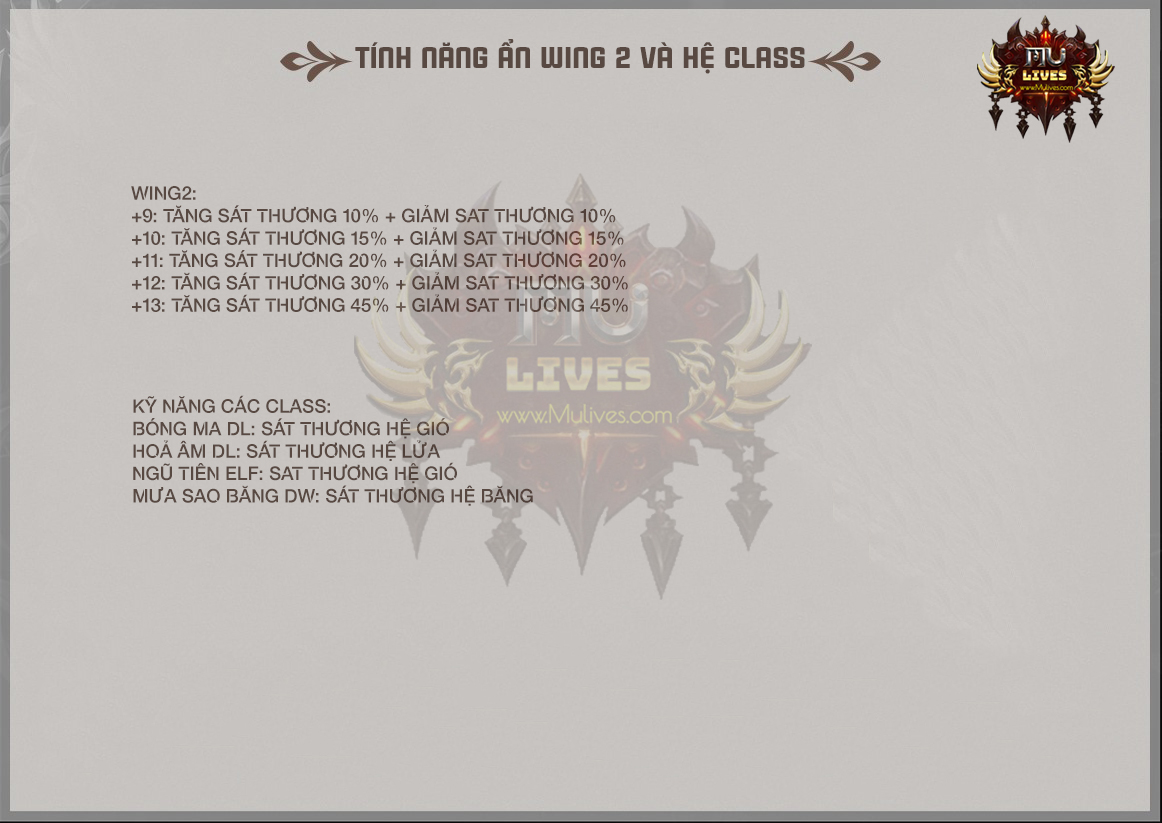 TÍNH NĂNG ẨN WING 2 VÀ HỆ CLASS
MU
LIVES
www.Mulives.com
WING2:
+9: TĂNG SÁT THƯƠNG 10% + GIẢM SAT THƯƠNG 10%
+10: TĂNG SÁT THƯƠNG 15% + GIẢM SAT THƯƠNG 15%
+11: TĂNG SÁT THƯƠNG 20% + GIẢM SAT THƯƠNG 20%
+12: TĂNG SÁT THƯƠNG 30% + GIẢM SAT THƯƠNG 30%
+13: TĂNG SÁT THƯƠNG 45% + GIẢM SAT THƯƠNG 45%
MU
LIVES
www.Mulives.com
KỸ NĂNG CÁC CLASS:
BÓNG MA DL: SÁT THƯƠNG HỆ GIÓ
HOẢ ÂM DL: SÁT THƯƠNG HỆ LỬA
NGŨ TIÊN ELF: SAT THƯƠNG HỆ GIÓ
MƯA SAO BĂNG DW: SÁT THƯƠNG HỆ BĂNG